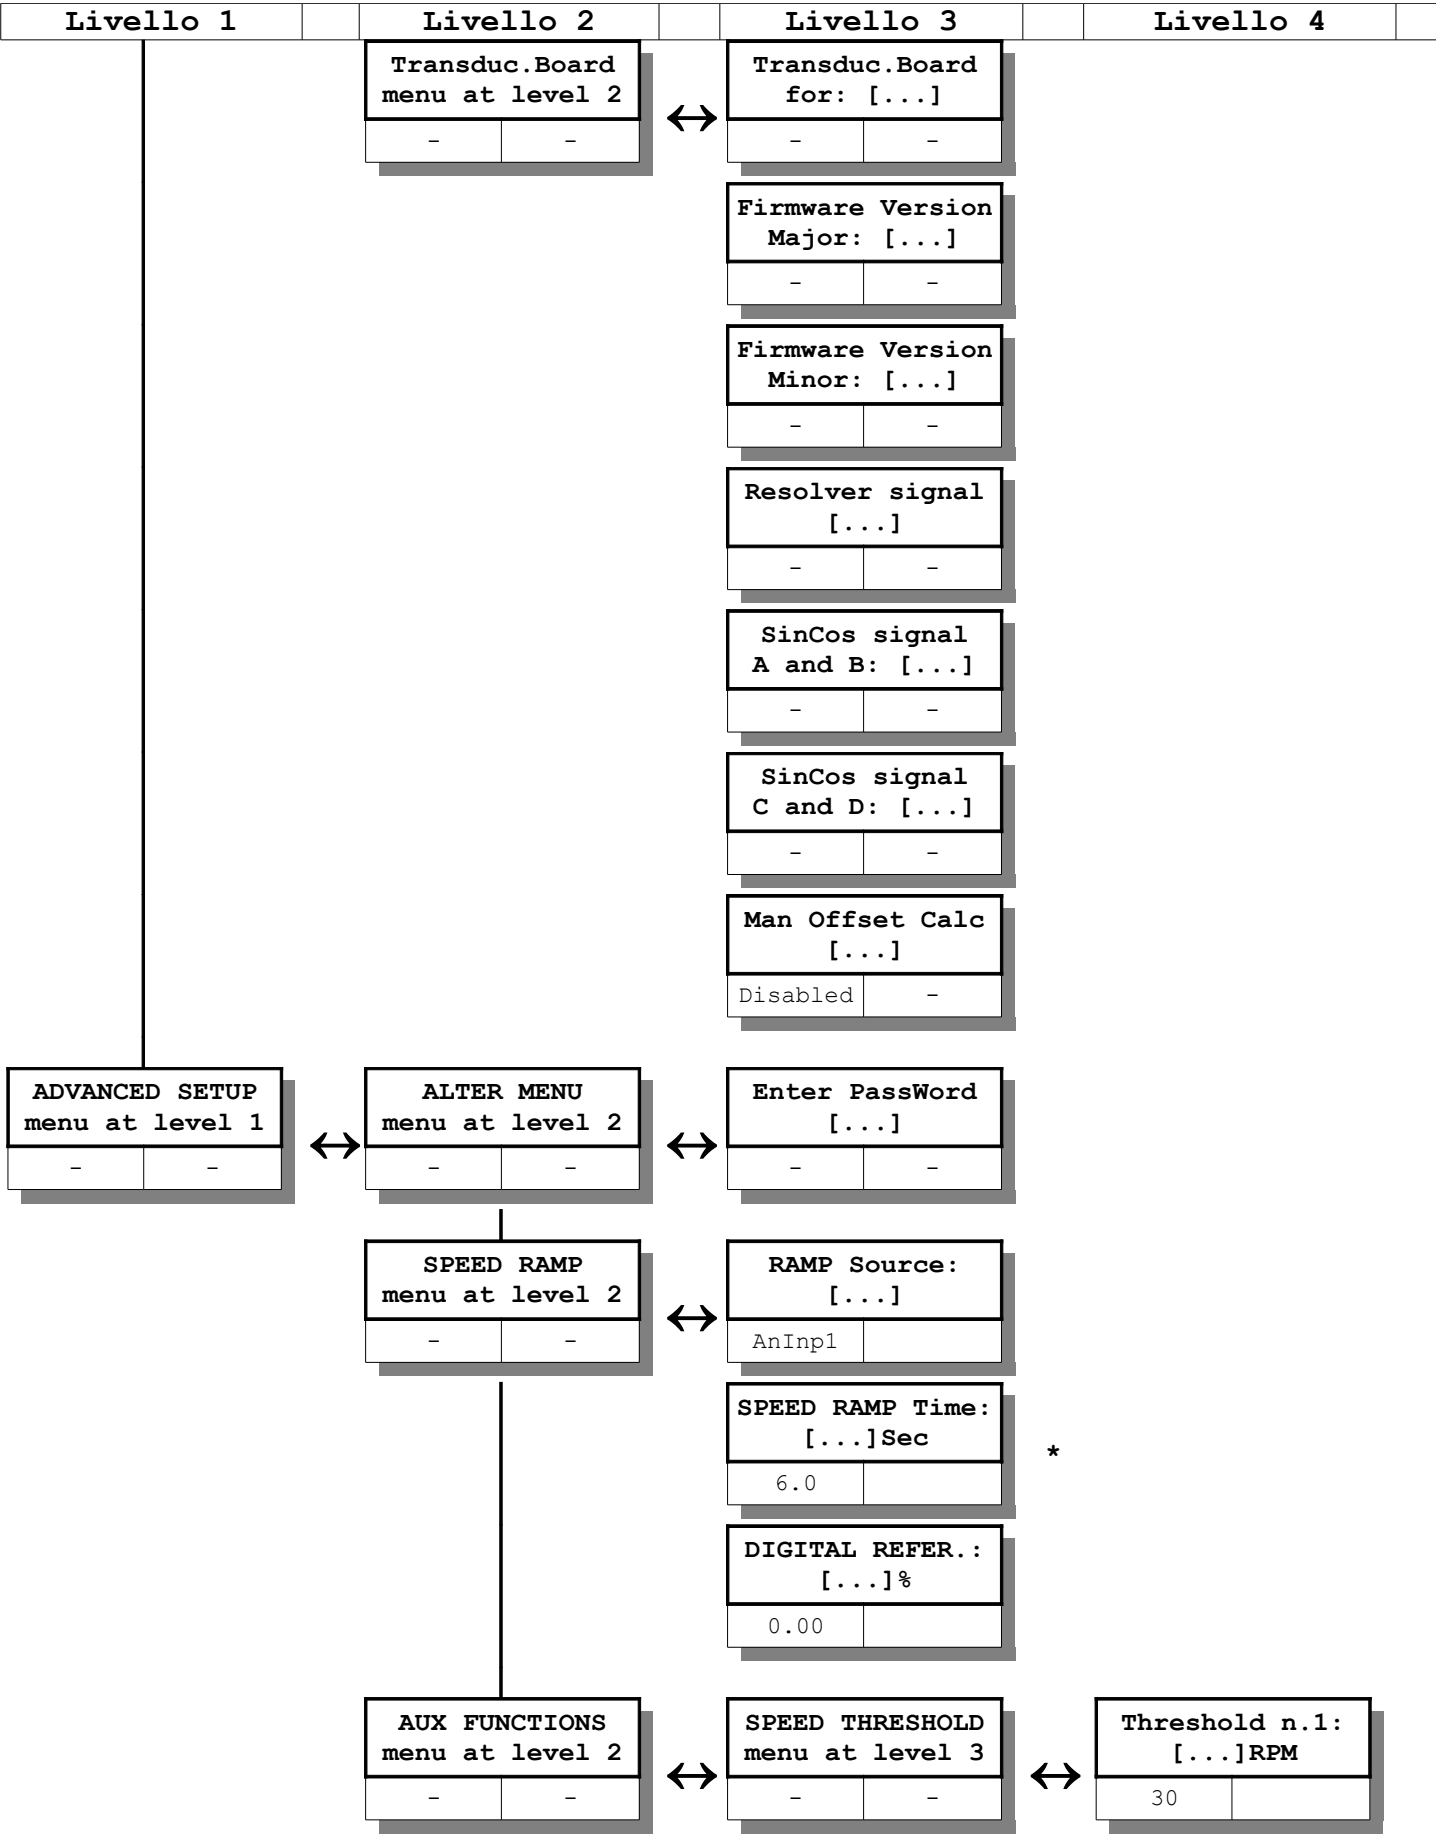 Livello 1 Livello 2 Livello 3 Livello 4
Transduc.Board
menu at level 2
- -
Transduc.Board
for: [...]
- -
Firmware Version
Major: [...]
- -
Firmware Version
Minor: [...]
- -
Resolver signal
[...]
- -
SinCos signal
A and B: [...]
- -
SinCos signal
C and D: [...]
- -
Man Offset Calc
[...]
Disabled -
ADVANCED SETUP
menu at level 1
- -
ALTER MENU
menu at level 2
- -
Enter PassWord
[...]
- -
SPEED RAMP
menu at level 2
- -
RAMP Source:
[...]
AnInp1
SPEED RAMP Time:
[...]Sec
6.0
*
DIGITAL REFER.:
[...]%
0.00
AUX FUNCTIONS
menu at level 2
- -
SPEED THRESHOLD
menu at level 3
- -
Threshold n.1:
[...]RPM
30